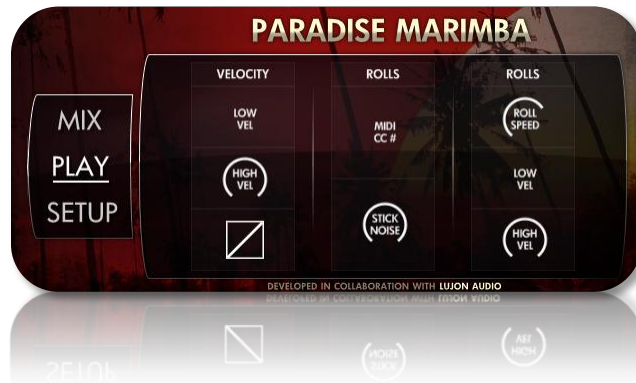 PARADISE MARIMBA
MIX
PLAY
SETUP
VELOCITY
LOW
VEL
HIGH
VEL
ROLLS
MIDI
CC #
STICK
NOISE
ROLLS
ROLL
SPEED
LOW
VEL
HIGH
VEL
DEVELOPED IN COLLABORATION WITH LUJON AUDIO